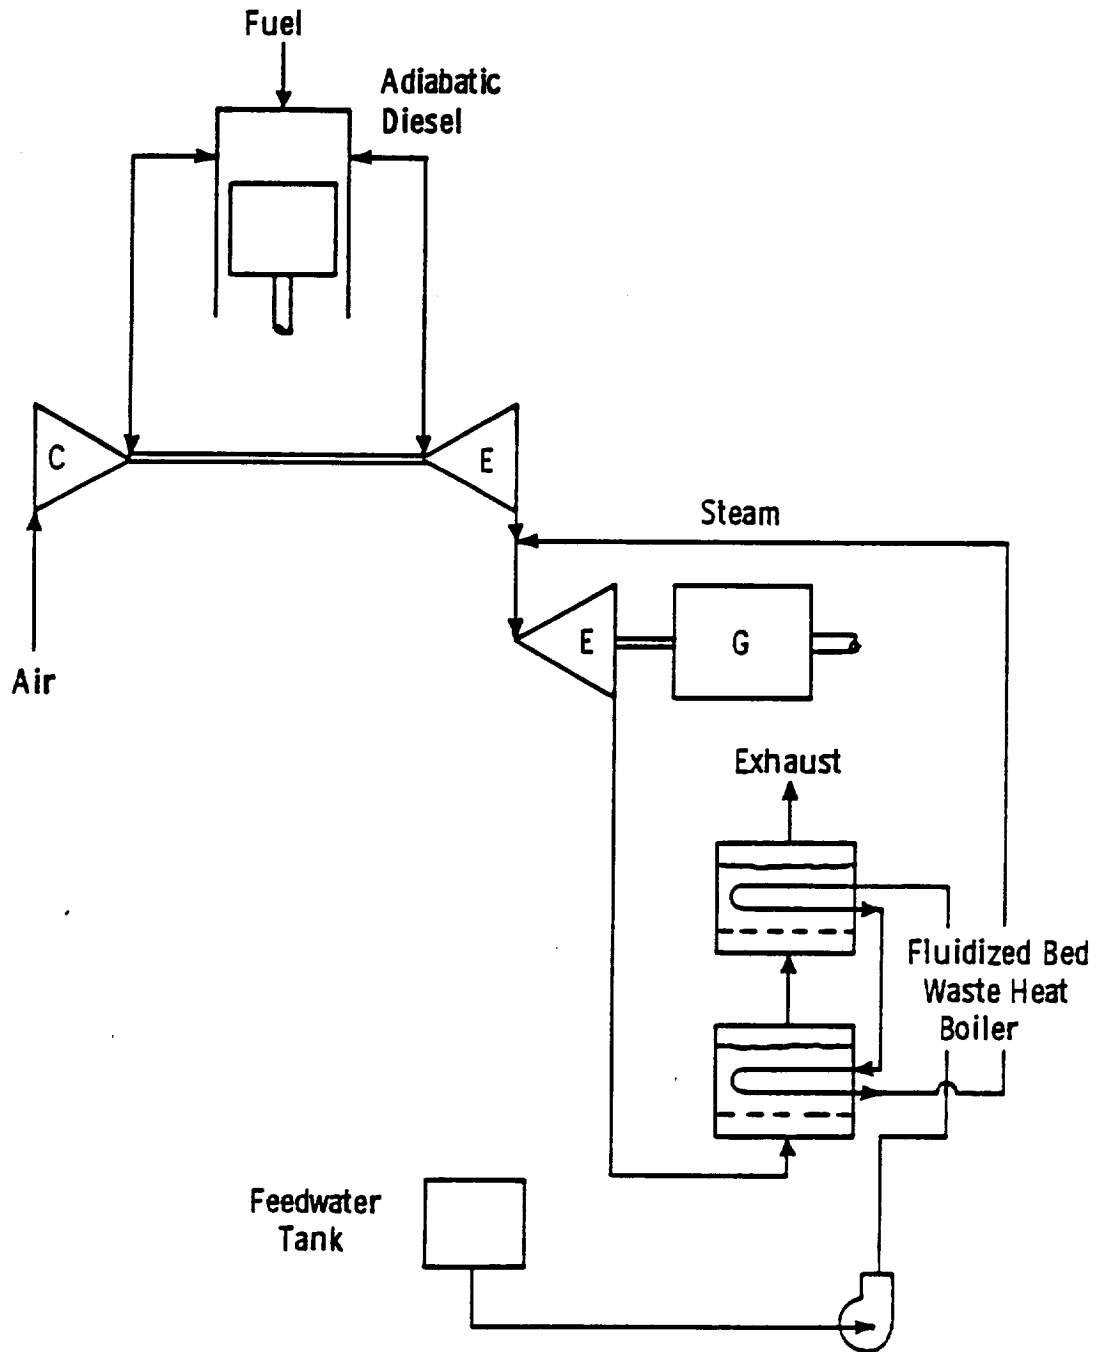 Fuel
Adiabatic
Diesel
C
E
Steam
Air
E
G
Exhaust
Fluidized Bed
Waste Heat
Boiler
Feedwater
Tank